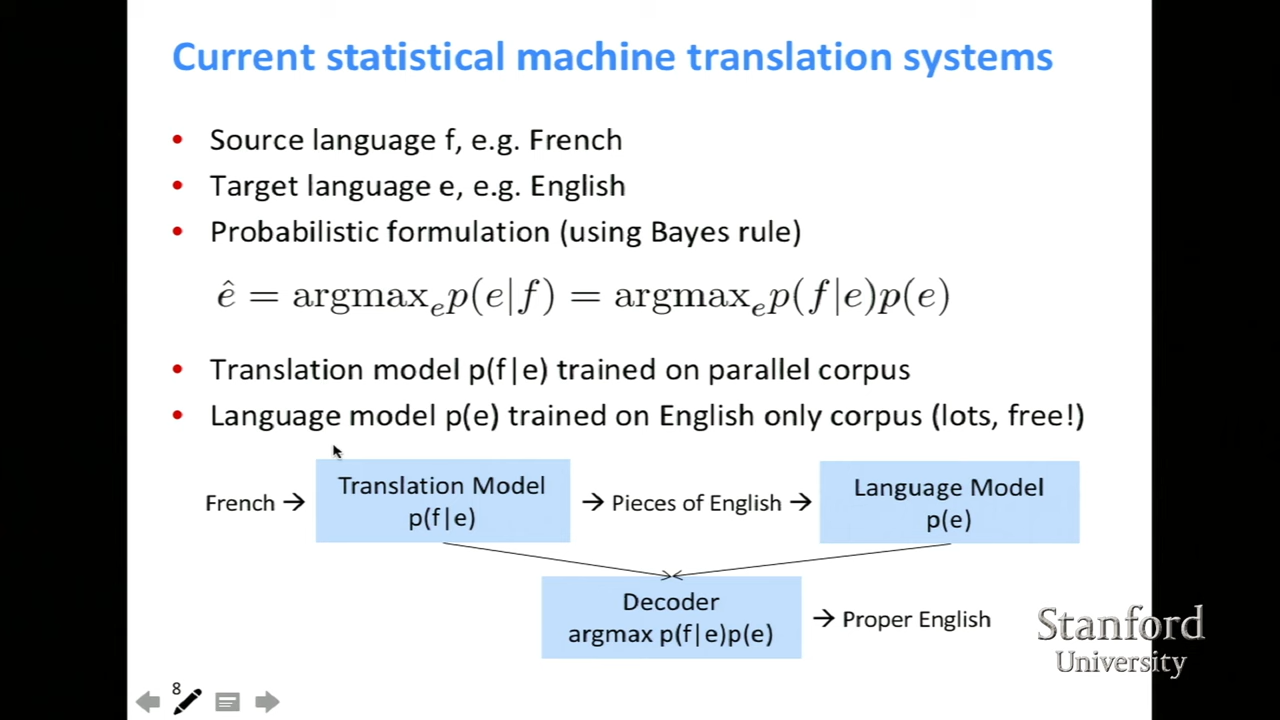 Current statistical machine translation systems
• Source language f, e.g. French
• Target language e, e.g. English
• Probabilistic formulation (using Bayes rule)
ê = argmaxₑp(e|f) = argmaxₑp(f|e)p(e)
• Translation model p(f|e) trained on parallel corpus
• Language model p(e) trained on English only corpus (lots, free!)
French →
Translation Model
p(f|e)
→ Pieces of English →
Language Model
p(e)
Decoder
argmax p(f|e)p(e)
→ Proper English
Stanford
University
8